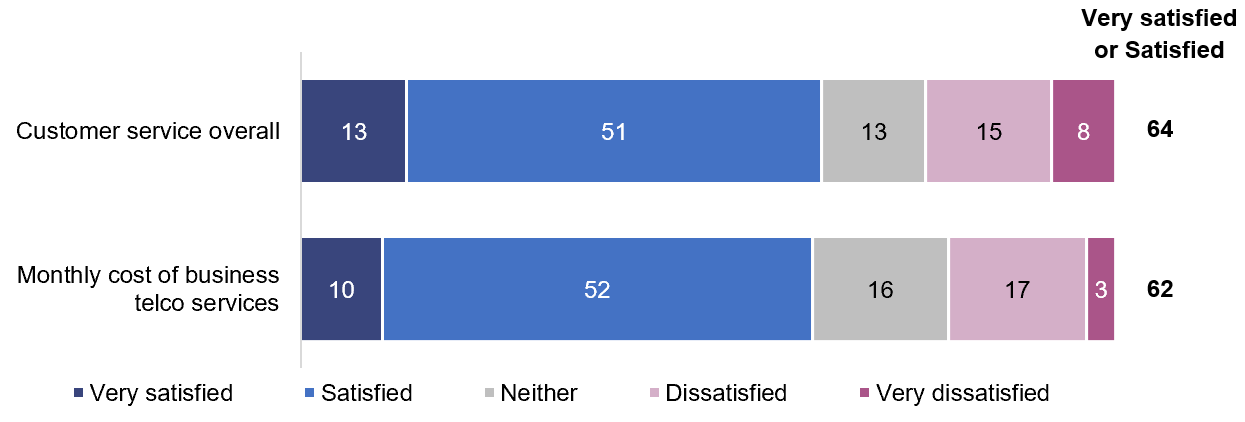 Very satisfied
or Satisfied
Customer service overall 13 51 13 15 8 64
Monthly cost of business
telco services 10 52 16 17 3 62
Very satisfied Satisfied Neither Dissatisfied Very dissatisfied